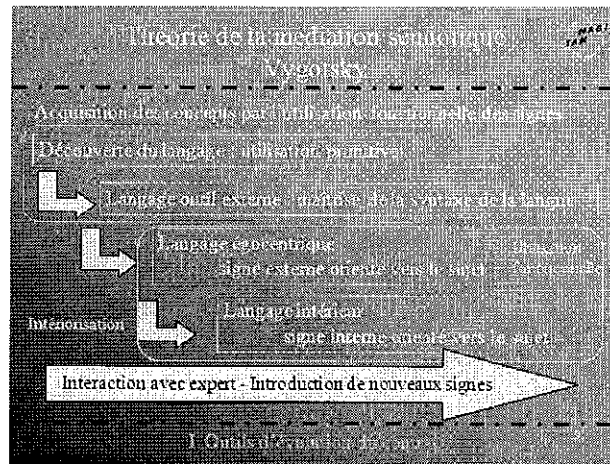 Théorie de la médiation sémiotique
Vygotsky
Acquisition des concepts par l'utilisation fonctionnelle des signes
Découverte du langage : utilisation primitive
Langage outil externe : maîtrise de la syntaxe de la langue
Langage égocentrique
signe externe orienté vers le sujet
Langage intérieur
Intériorisation
signe interne orienté vers le sujet
Interaction avec expert - Introduction de nouveaux signes
I. Outils